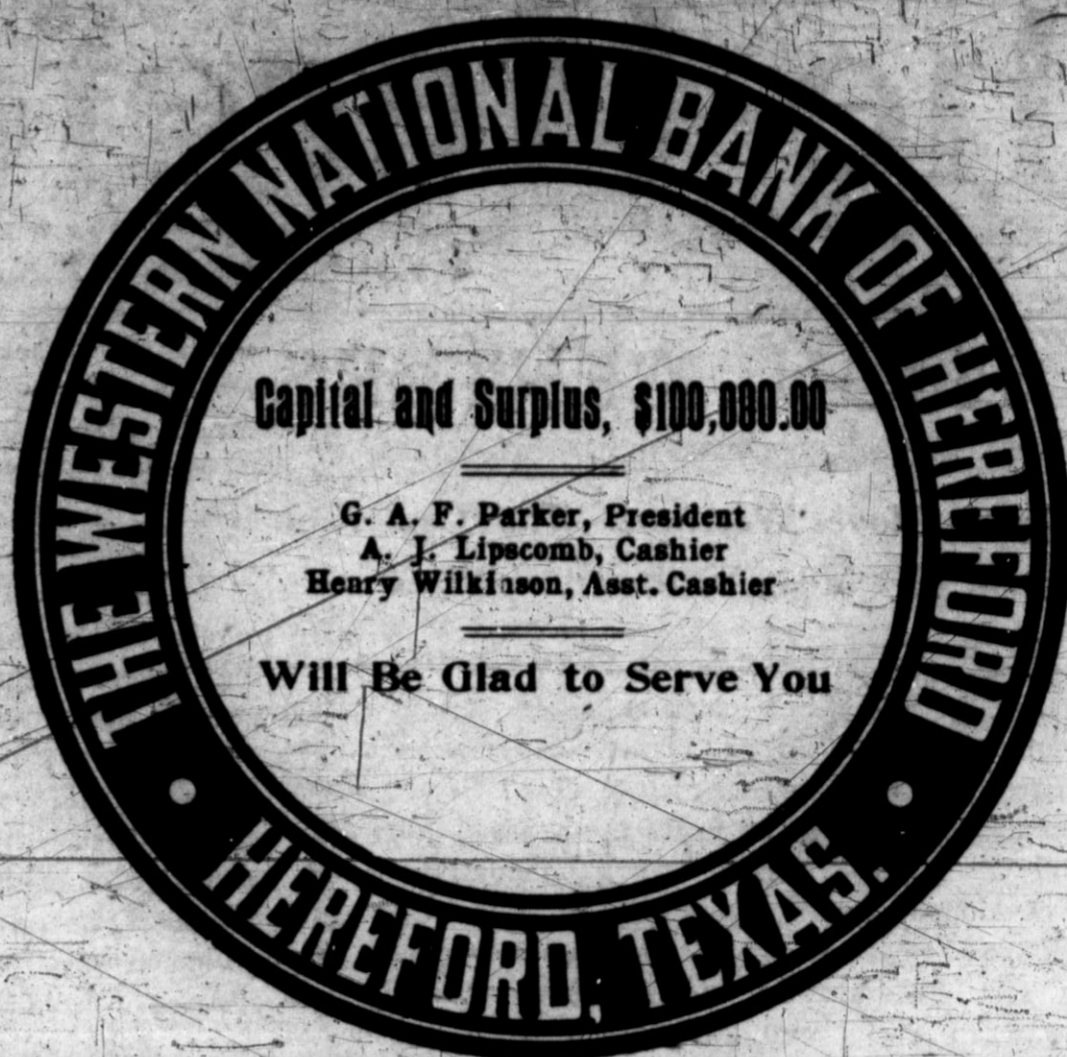 THE WESTERN NATIONAL BANK OF HEREFORD
Capital and Surplus, $100,000.00
G. A. F. Parker, President
A. J. Lipscomb, Cashier
Henry Wilkinson, Asst. Cashier
Will Be Glad to Serve You
HEREFORD, TEXAS.